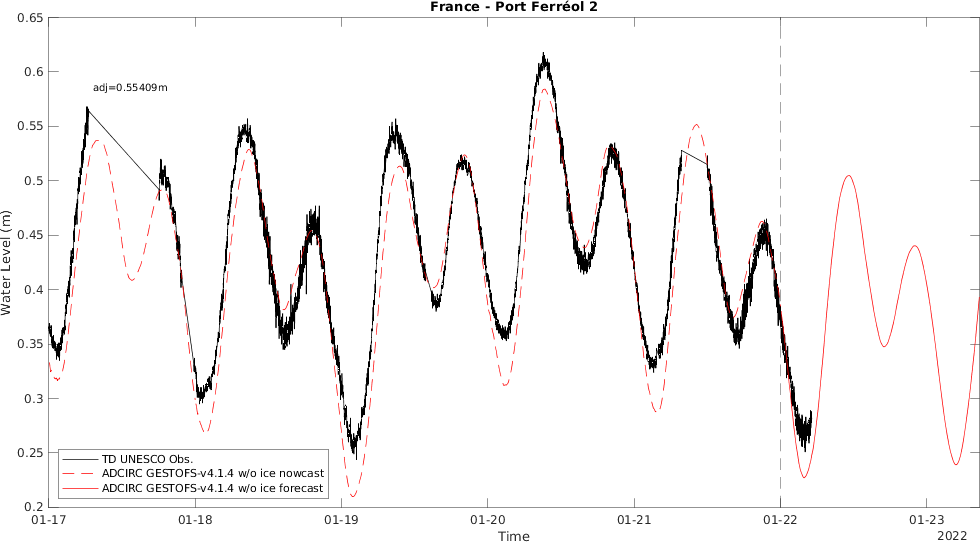 France - Port Ferréol 2
0.65
0.6
0.55
0.5
0.45
0.4
0.35
0.3
0.25
0.2
Water Level (m)
adj=0.55409m
TD UNESCO Obs.
ADCIRC GESTOFS-v4.1.4 w/o ice nowcast
ADCIRC GESTOFS-v4.1.4 w/o ice forecast
01-17 01-18 01-19 01-20 01-21 01-22 01-23
Time
2022